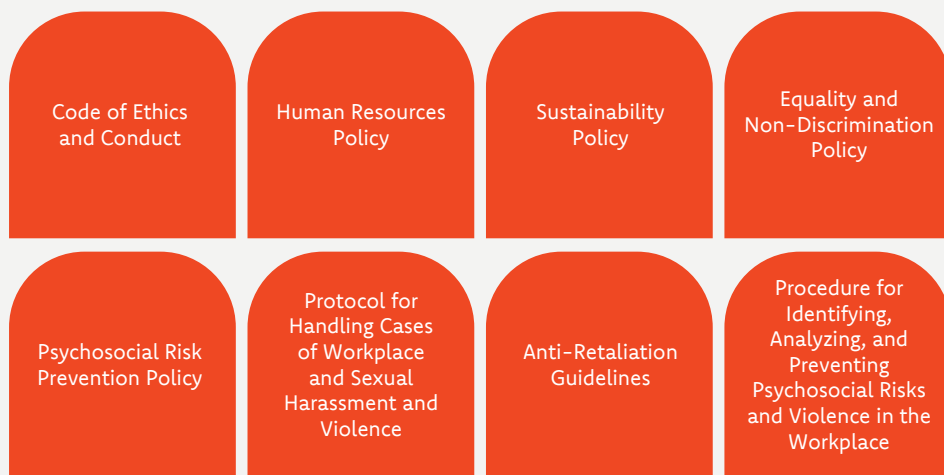 Code of Ethics
and Conduct
Human Resources
Policy
Sustainability
Policy
Equality and
Non-Discrimination
Policy
Psychosocial Risk
Prevention Policy
Protocol for
Handling Cases
of Workplace
and Sexual
Harassment and
Violence
Anti-Retaliation
Guidelines
Procedure for
Identifying,
Analyzing, and
Preventing
Psychosocial Risks
and Violence in the
Workplace